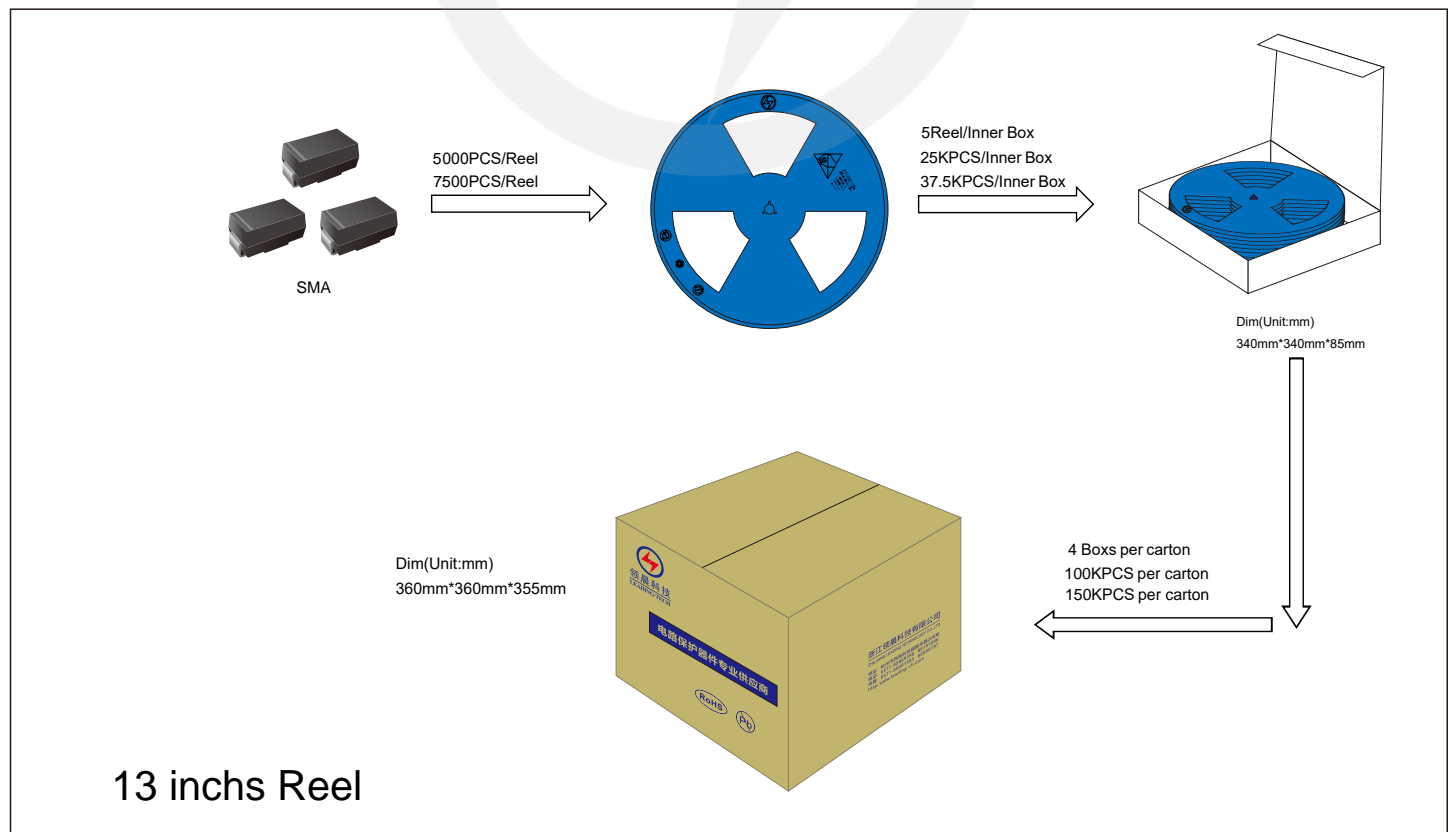 5000PCS/Reel
7500PCS/Reel
5Reel/Inner Box
25KPCS/Inner Box
37.5KPCS/Inner Box
SMA
Dim(Unit:mm)
340mm*340mm*85mm
4 Boxs per carton
100KPCS per carton
150KPCS per carton
Dim(Unit:mm)
360mm*360mm*355mm
领晨科技
LEADING-TECH
电路保护器件专业供应商
RoHS
Pb
浙江领晨科技有限公司
13 inchs Reel